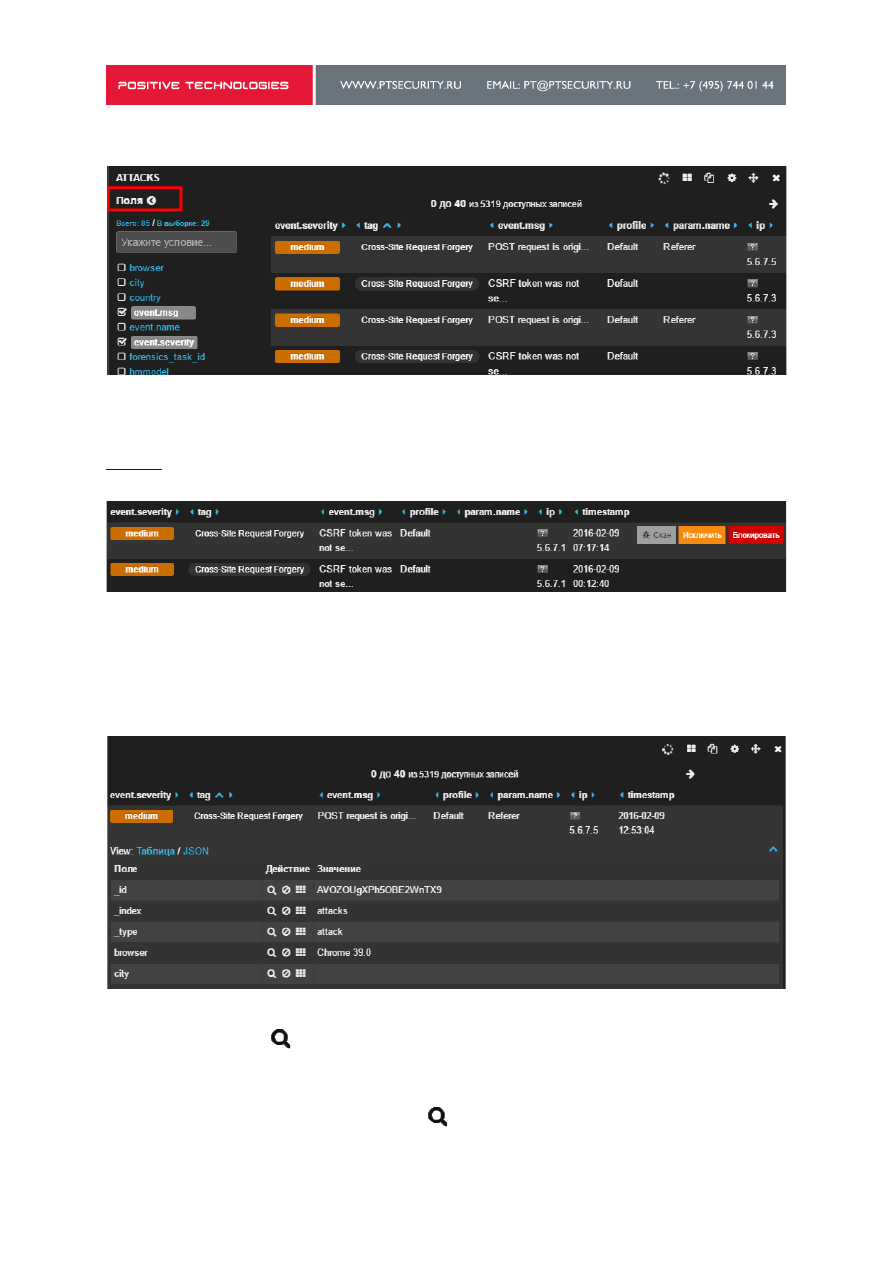 POSITIVE TECHNOLOGIES WWW.PTSECURITY.RU EMAIL: PT@PTSECURITY.RU TEL.: +7 (495) 744 01 44
ATTACKS
Поля
0 до 40 из 5319 доступных записей
Всего: 85 / В выборке: 29
Укажите условие...
browser
city
country
event.msg
event.name
event.severity
forensics_task_id
hmmodel
event.severity tag event.msg profile param.name ip
medium Cross-Site Request Forgery POST request is origi... Default Referer ?
5.6.7.5
medium Cross-Site Request Forgery CSRF token was not Default ?
se... 5.6.7.3
medium Cross-Site Request Forgery POST request is origi... Default Referer ?
5.6.7.3
medium Cross-Site Request Forgery CSRF token was not Default ?
se... 5.6.7.3
event.severity tag event.msg profile param.name ip timestamp
medium Cross-Site Request Forgery CSRF token was Default ? 2016-02-09 Скан Исключить Блокировать
not se... 5.6.7.1 07:17:14
medium Cross-Site Request Forgery CSRF token was Default ? 2016-02-09
not se... 5.6.7.1 00:12:40
0 до 40 из 5319 доступных записей
event.severity tag event.msg profile param.name ip timestamp
medium Cross-Site Request Forgery POST request is origi... Default Referer ? 2016-02-09
5.6.7.5 12:53:04
View: Таблица / JSON
Поле Действие Значение
_id AVOZOUgXPh5OBE2WnTX9
_index attacks
_type attack
browser Chrome 39.0
city